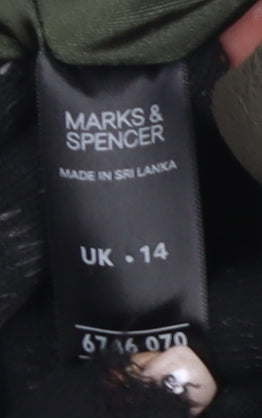 MARKS &
SPENCER
MADE IN SRI LANKA
UK • 14